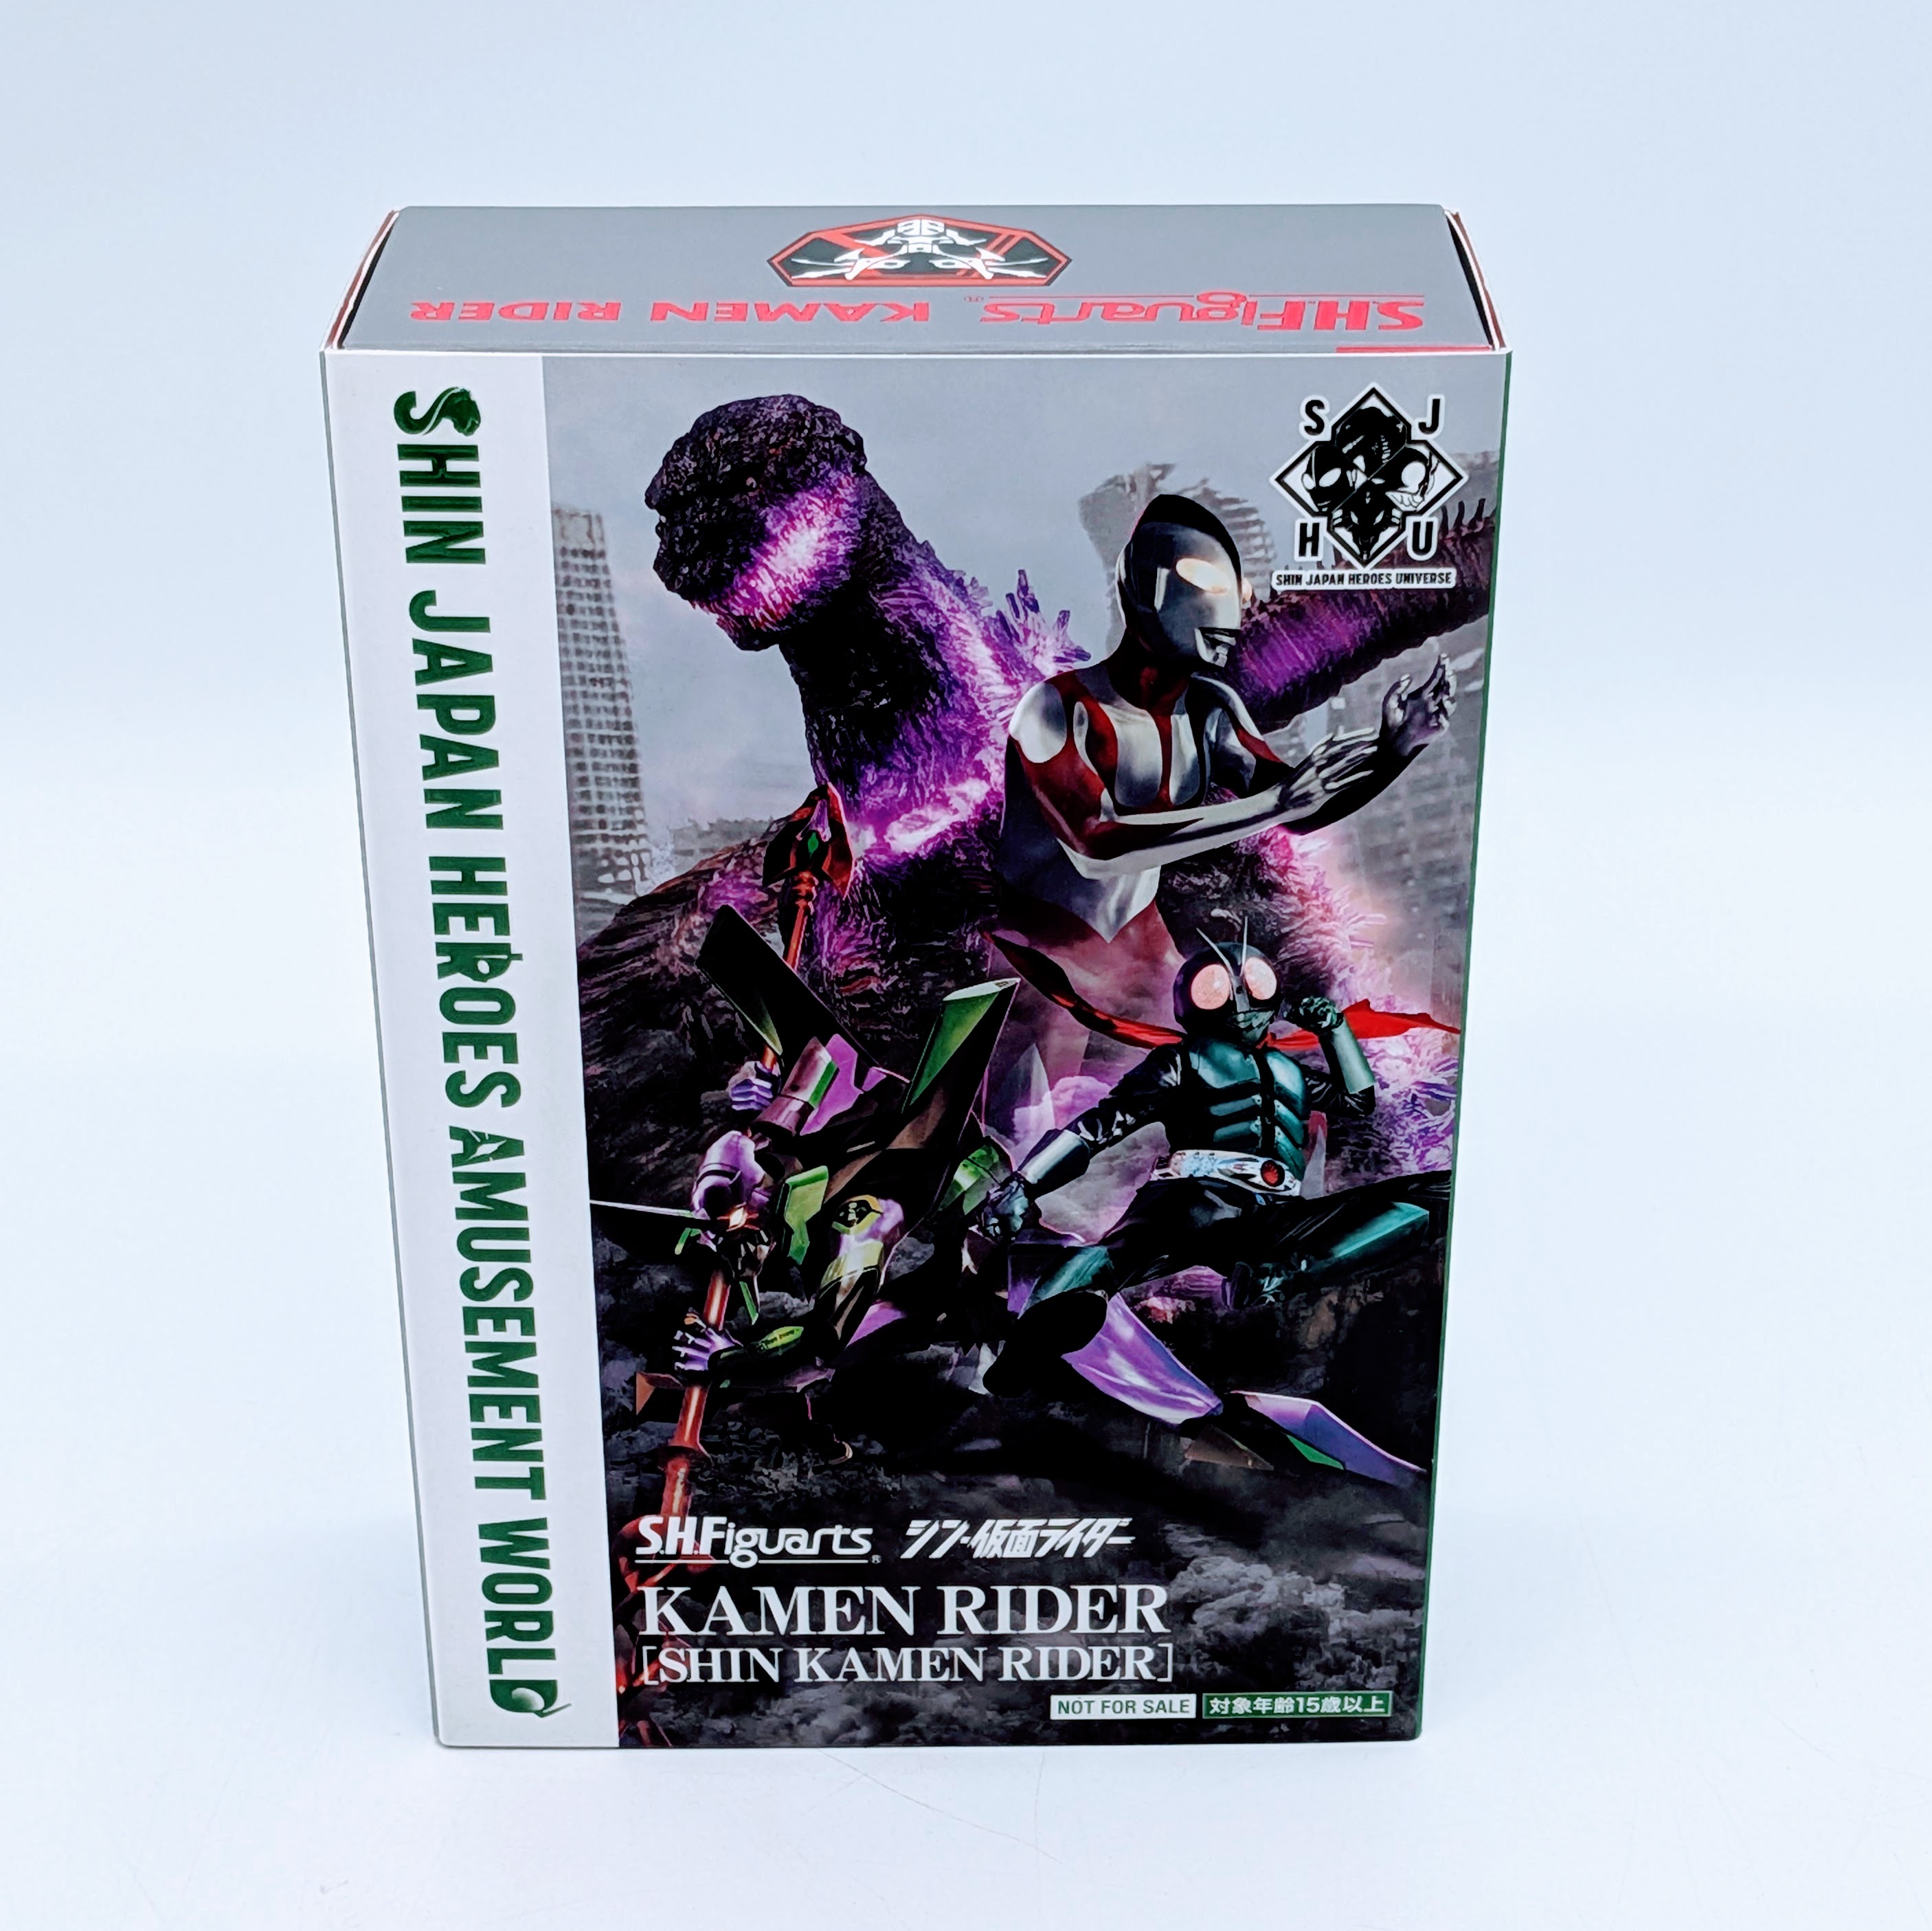 S.H.Figuarts® KAMEN RIDER
SHIN JAPAN HEROES AMUSEMENT WORLD
S J
H U
SHIN JAPAN HEROES UNIVERSE
S.H.Figuarts® シン・仮面ライダー
KAMEN RIDER
[SHIN KAMEN RIDER]
NOT FOR SALE 対象年齢15歳以上